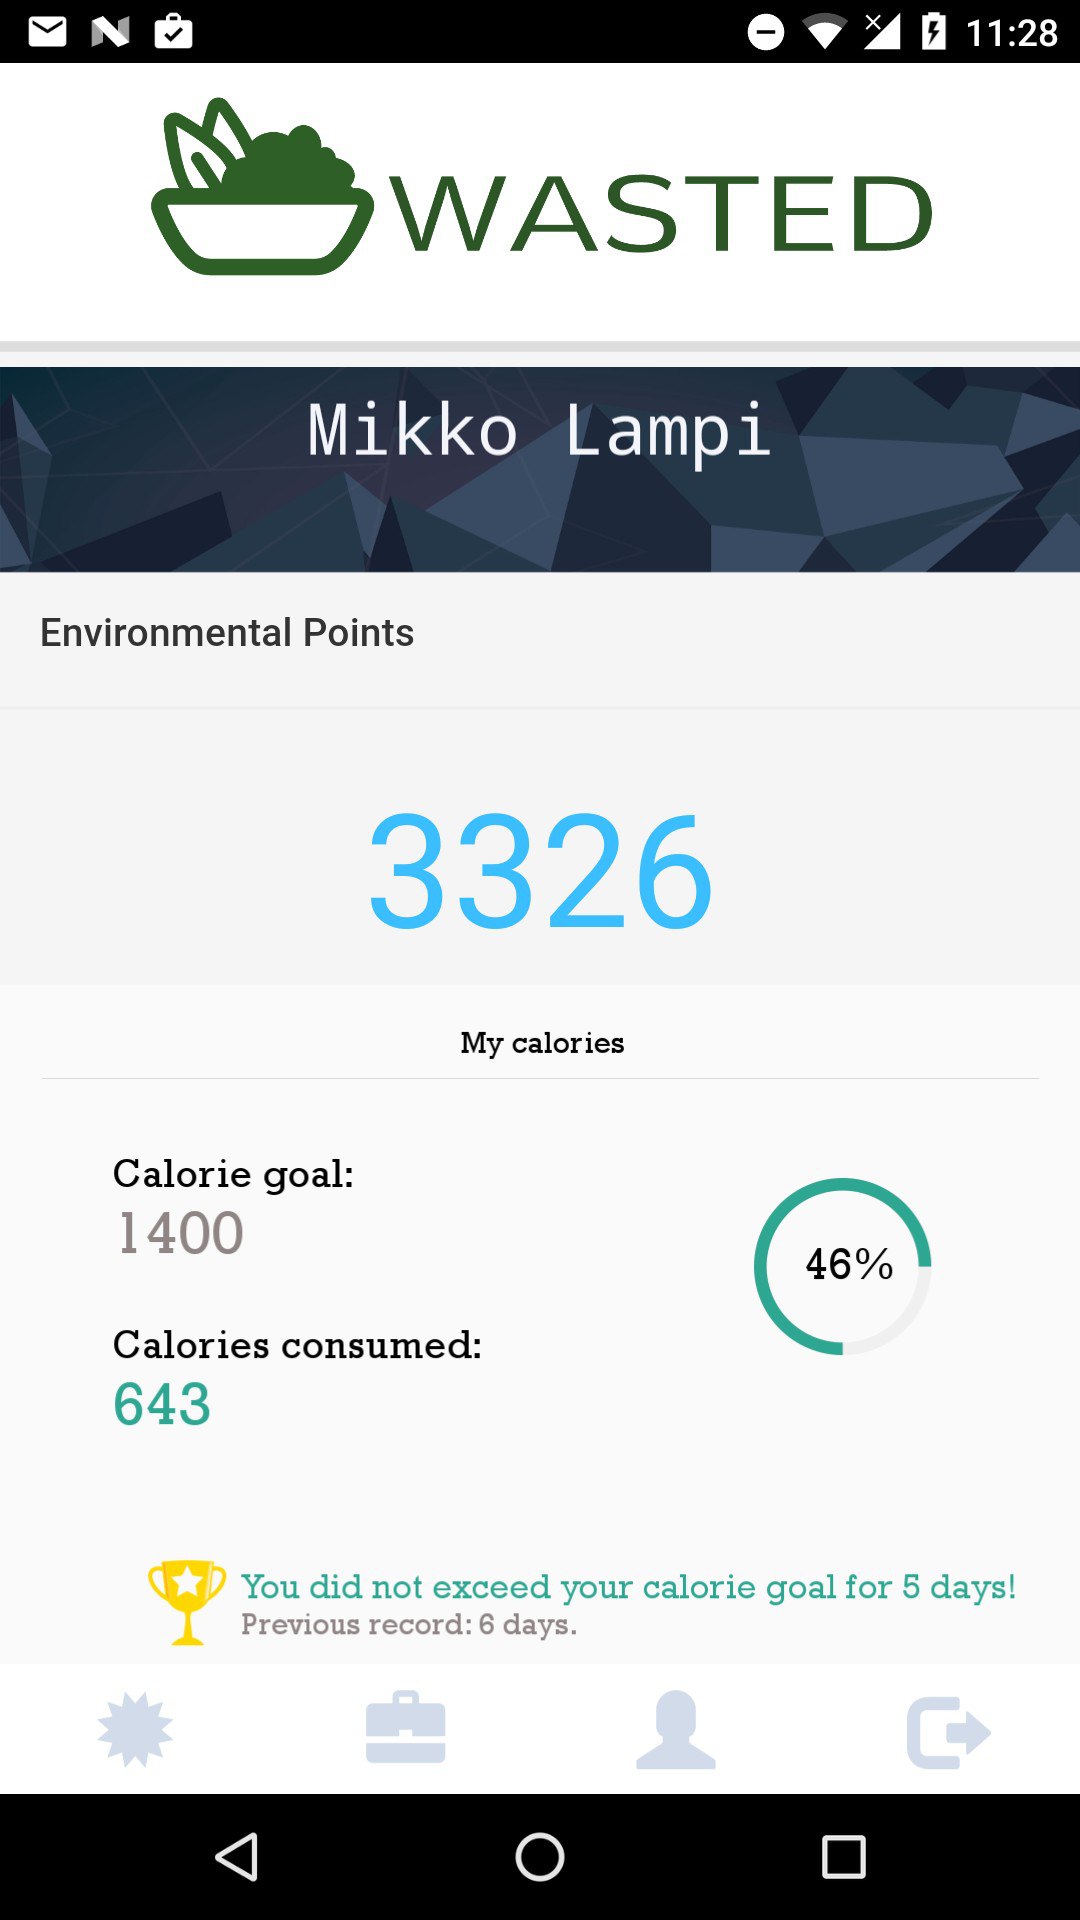 11:28
WASTED
Mikko Lampi
Environmental Points
3326
My calories
Calorie goal:
1400
46%
Calories consumed:
643
You did not exceed your calorie goal for 5 days!
Previous record: 6 days.